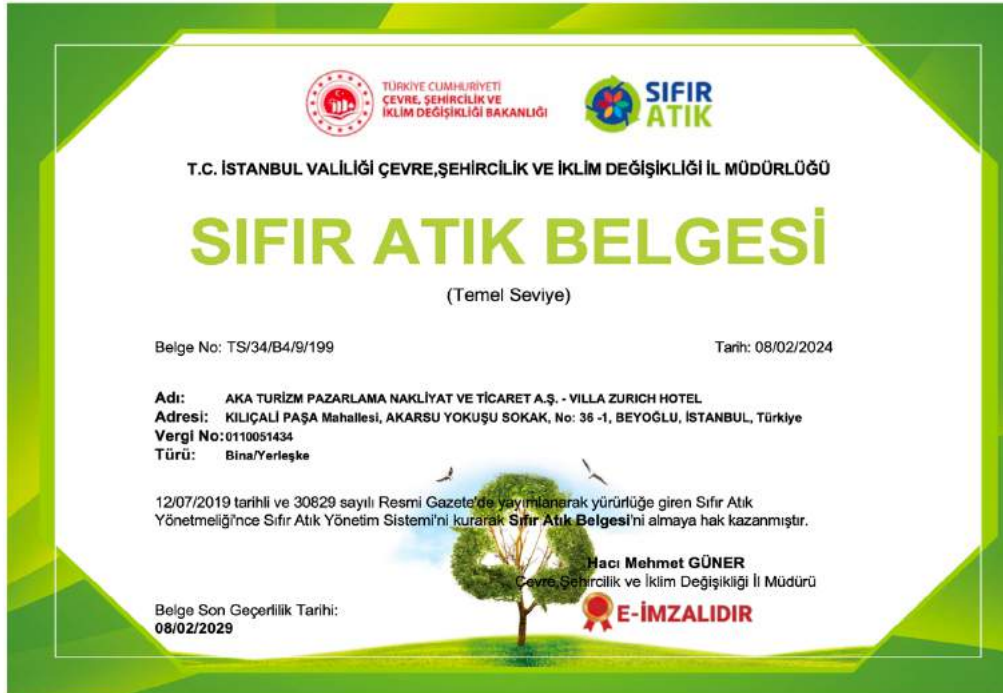 TÜRKİYE CUMHURİYETİ
ÇEVRE, ŞEHİRCİLİK VE
İKLİM DEĞİŞİKLİĞİ BAKANLIĞI
SIFIR
ATIK
T.C. İSTANBUL VALİLİĞİ ÇEVRE,ŞEHİRCİLİK VE İKLİM DEĞİŞİKLİĞİ İL MÜDÜRLÜĞÜ
SIFIR ATIK BELGESİ
(Temel Seviye)
Belge No: TS/34/B4/9/199
Tarih: 08/02/2024
Adı: AKA TURİZM PAZARLAMA NAKLİYAT VE TİCARET A.Ş. - VILLA ZURICH HOTEL
Adresi: KILIÇALİ PAŞA Mahallesi, AKARSU YOKUŞU SOKAK, No: 36 -1, BEYOĞLU, İSTANBUL, Türkiye
Vergi No: 0110051434
Türü: Bina/Yerleşke
12/07/2019 tarihli ve 30829 sayılı Resmi Gazete'de yayımlanarak yürürlüğe giren Sıfır Atık
Yönetmeliği'nce Sıfır Atık Yönetim Sistemi'ni kurarak Sıfır Atık Belgesi'ni almaya hak kazanmıştır.
Hacı Mehmet GÜNER
Çevre,Şehircilik ve İklim Değişikliği İl Müdürü
E-İMZALIDIR
Belge Son Geçerlilik Tarihi:
08/02/2029